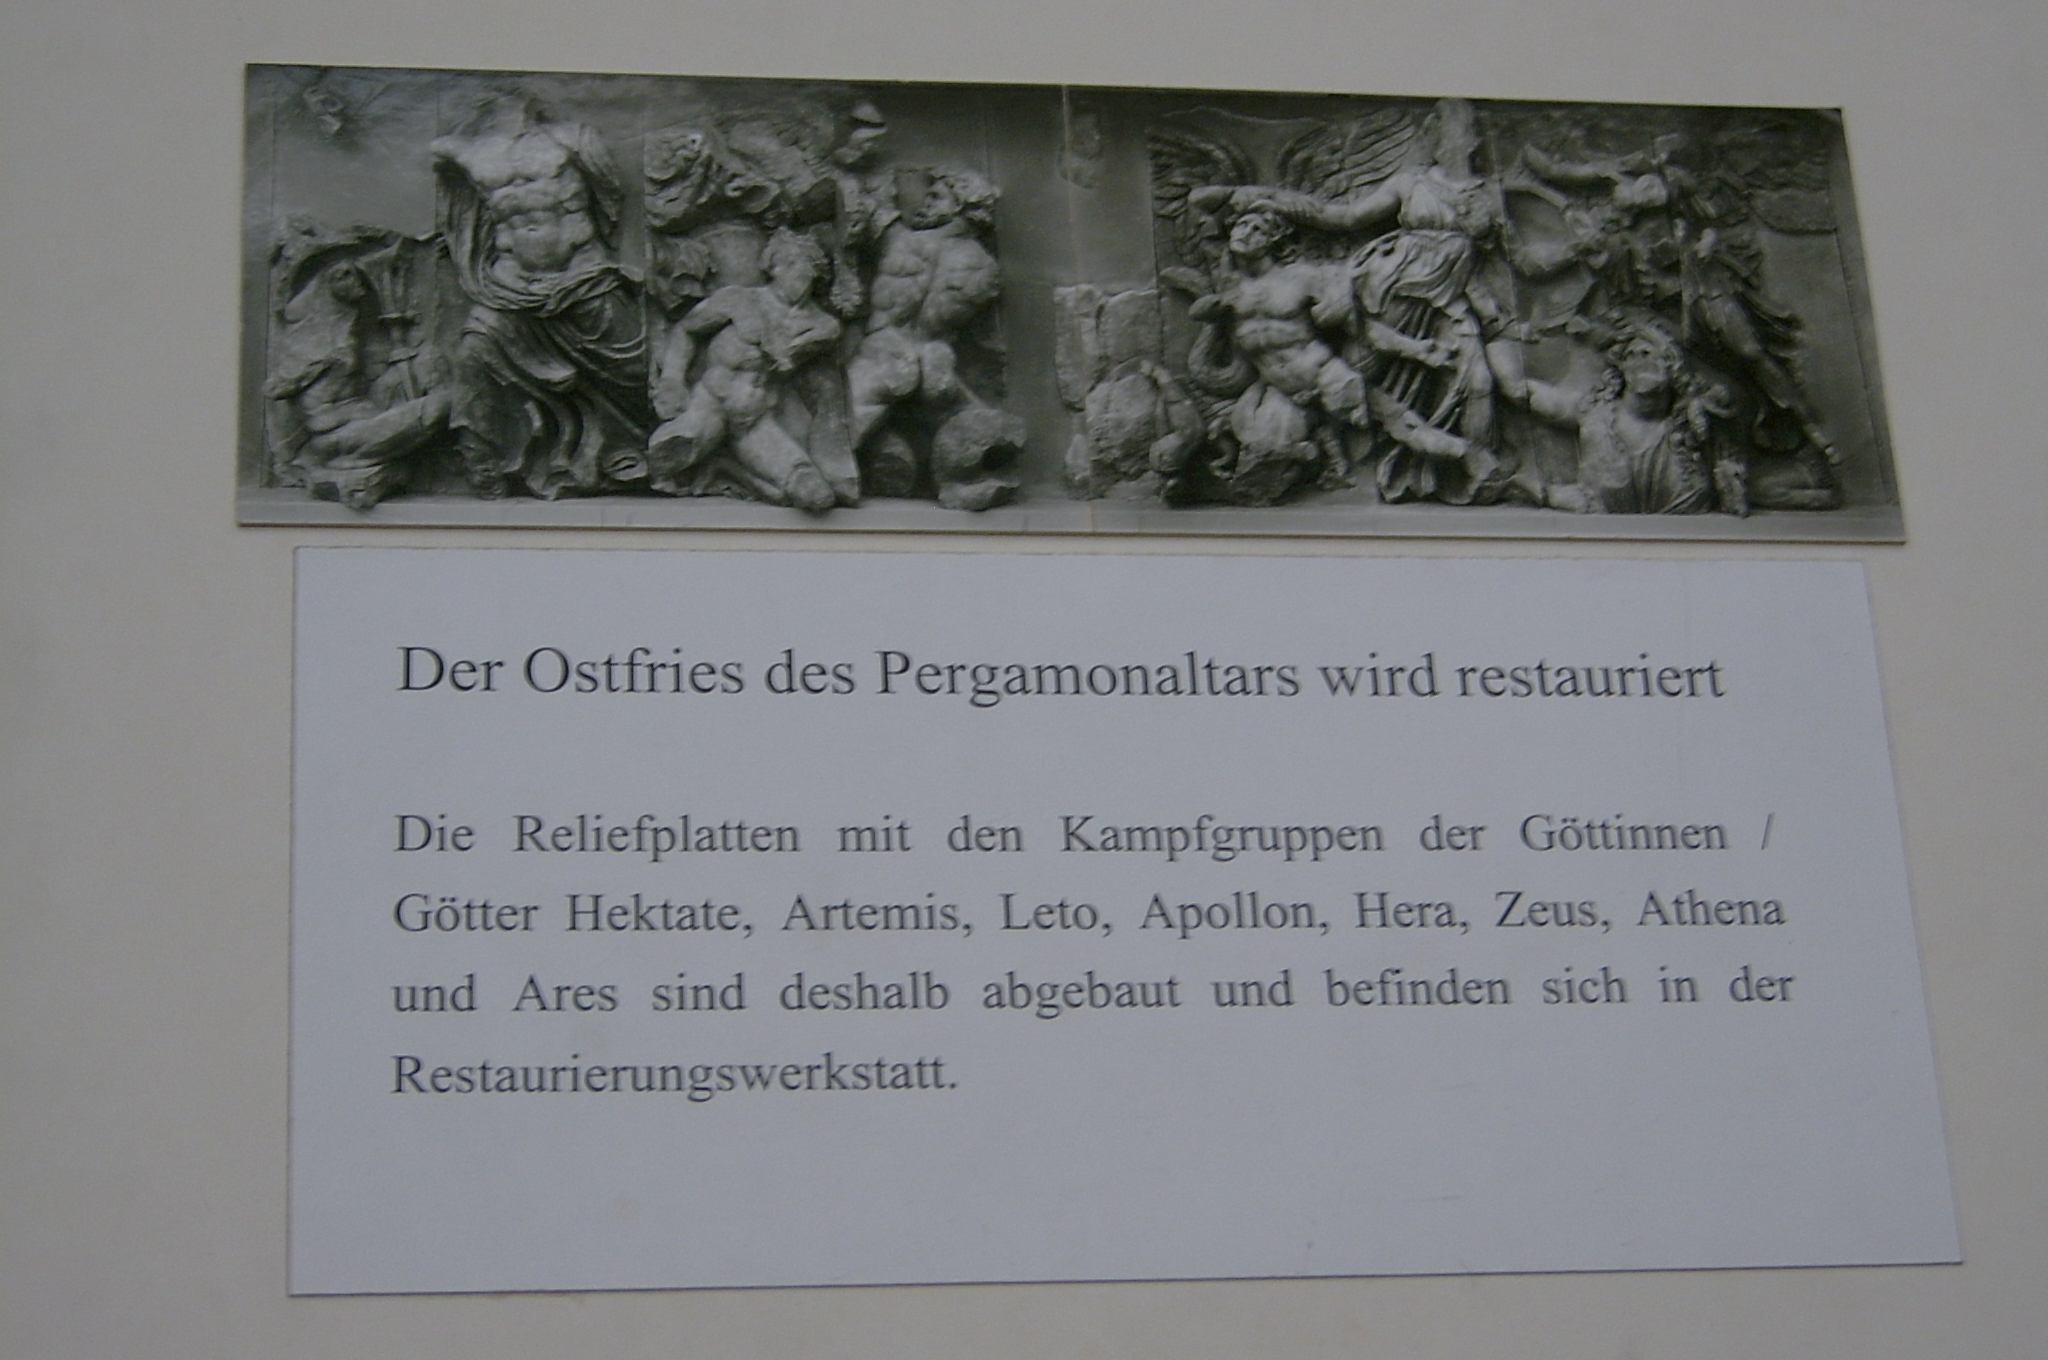 Der Ostfries des Pergamonaltars wird restauriert
Die Reliefplatten mit den Kampfgruppen der Göttinnen /
Götter Hektate, Artemis, Leto, Apollon, Hera, Zeus, Athena
und Ares sind deshalb abgebaut und befinden sich in der
Restaurierungswerkstatt.